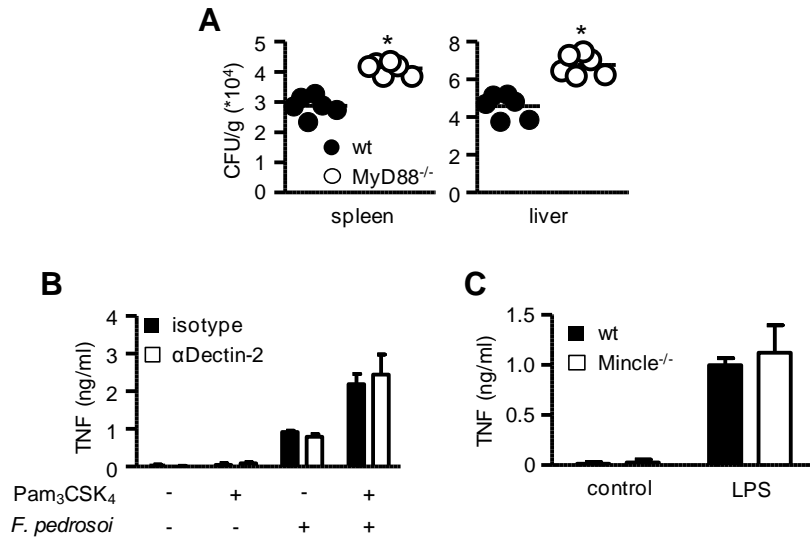 A
CFU/g (*10⁴)
5
4
3
2
1
0
*
wt
MyD88⁻/⁻
spleen
8
6
4
2
0
*
liver
B
TNF (ng/ml)
4
3
2
1
0
isotype
αDectin-2
Pam₃CSK₄ - + - +
F. pedrosoi - - + +
C
TNF (ng/ml)
1.5
1.0
0.5
0
wt
Mincle⁻/⁻
control LPS